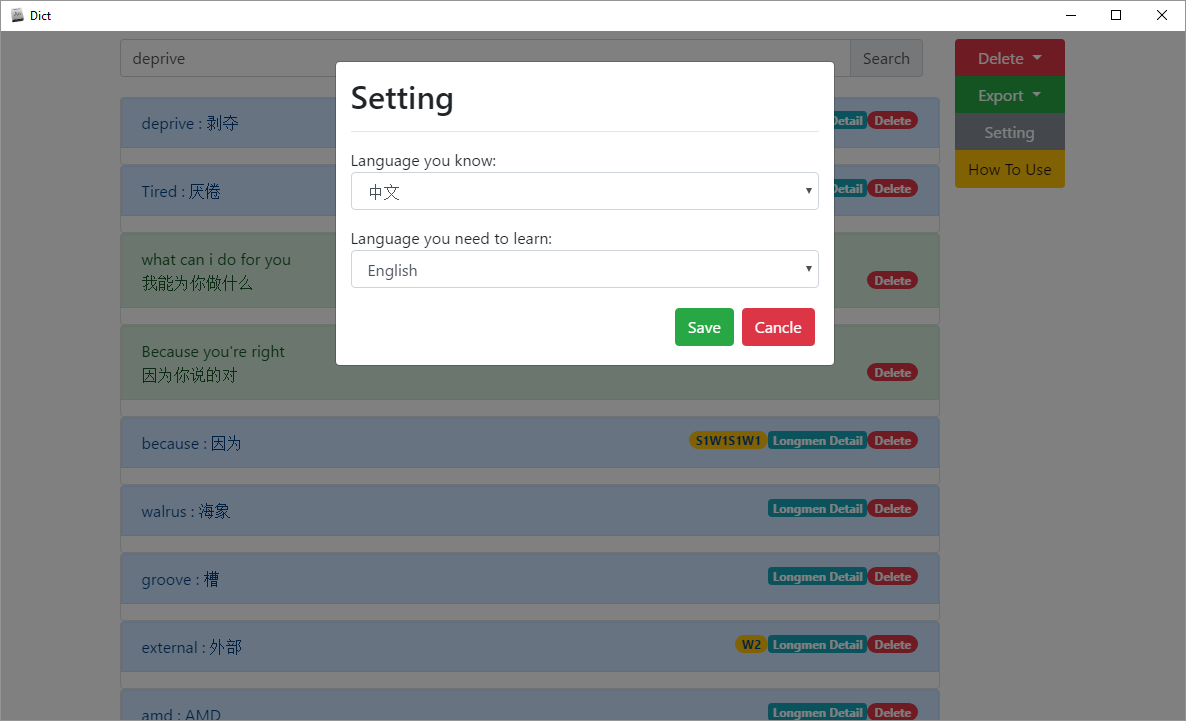 Dict
deprive
Search
Delete
Export
Setting
How To Use
Setting
Language you know:
中文
Language you need to learn:
English
Save Cancle
deprive : 剥夺
Detail Delete
Tired : 厌倦
Detail Delete
what can i do for you
我能为你做什么
Delete
Because you're right
因为你说的对
Delete
because : 因为
S1W1S1W1 Longmen Detail Delete
walrus : 海象
Longmen Detail Delete
groove : 槽
Longmen Detail Delete
external : 外部
W2 Longmen Detail Delete
amd : AMD
Longmen Detail Delete